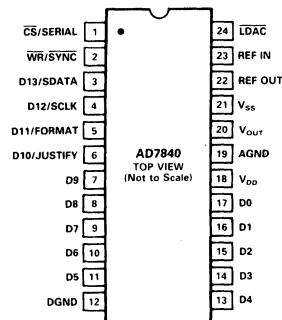 CS/SERIAL 1
WR/SYNC 2
D13/SDATA 3
D12/SCLK 4
D11/FORMAT 5
D10/JUSTIFY 6
D9 7
D8 8
D7 9
D6 10
D5 11
DGND 12
AD7840
TOP VIEW
(Not to Scale)
24 LDAC
23 REF IN
22 REF OUT
21 VSS
20 VOUT
19 AGND
18 VDD
17 D0
16 D1
15 D2
14 D3
13 D4